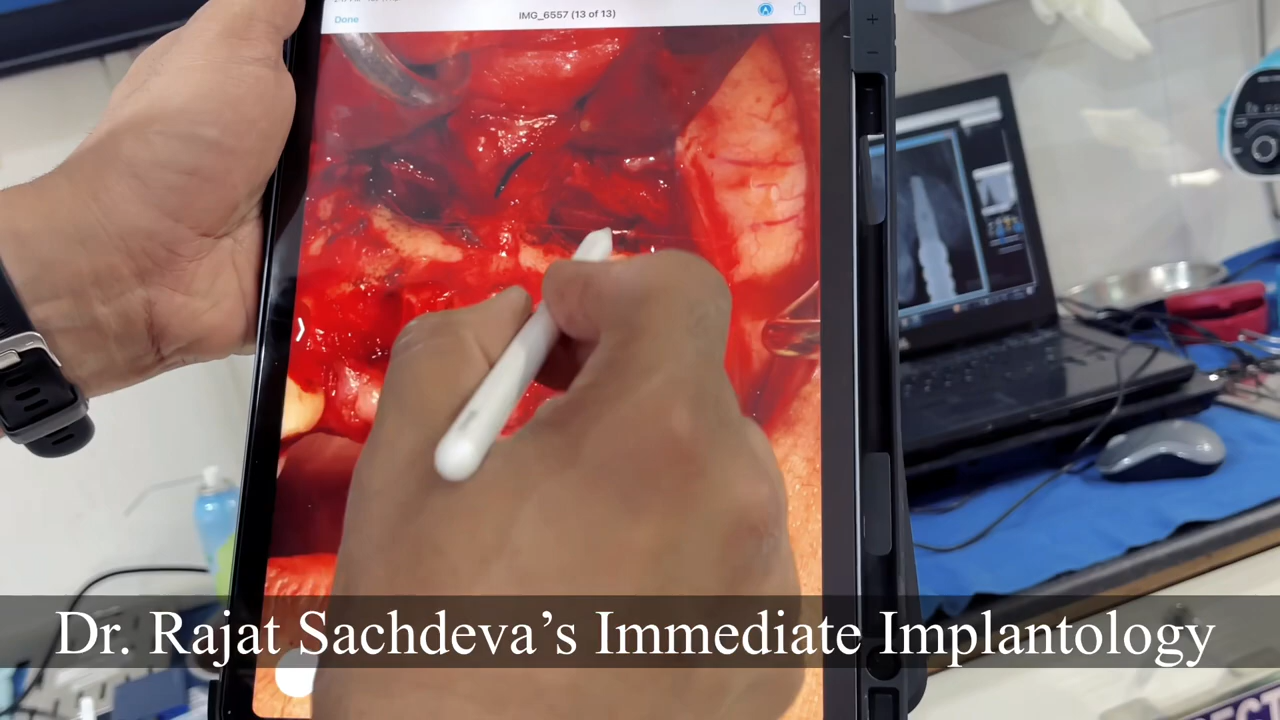 Done
IMG_6557 (13 of 13)
Dr. Rajat Sachdeva’s Immediate Implantology